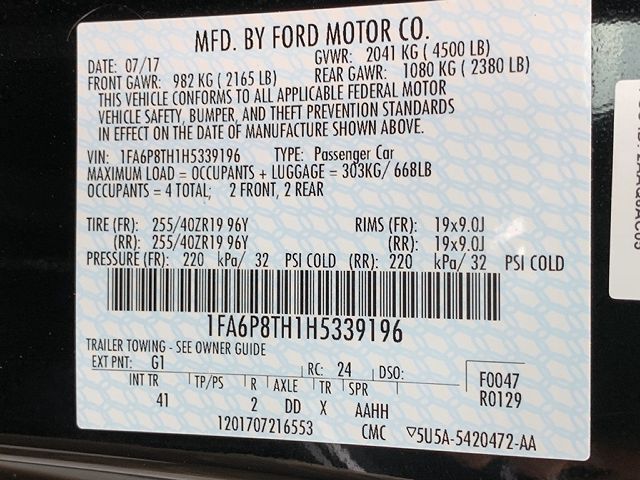 MFD. BY FORD MOTOR CO.
DATE: 07/17 GVWR: 2041 KG ( 4500 LB)
FRONT GAWR: 982 KG ( 2165 LB) REAR GAWR: 1080 KG ( 2380 LB)
THIS VEHICLE CONFORMS TO ALL APPLICABLE FEDERAL MOTOR
VEHICLE SAFETY, BUMPER, AND THEFT PREVENTION STANDARDS
IN EFFECT ON THE DATE OF MANUFACTURE SHOWN ABOVE.
VIN: 1FA6P8TH1H5339196 TYPE: Passenger Car
MAXIMUM LOAD = OCCUPANTS + LUGGAGE = 303KG/ 668LB
OCCUPANTS = 4 TOTAL; 2 FRONT, 2 REAR
TIRE (FR): 255/40ZR19 96Y RIMS (FR): 19x9.0J
(RR): 255/40ZR19 96Y (RR): 19x9.0J
PRESSURE (FR): 220 kPa/ 32 PSI COLD (RR): 220 kPa/ 32 PSI COLD
1FA6P8TH1H5339196
TRAILER TOWING - SEE OWNER GUIDE
EXT PNT: G1 RC: 24 DSO: F0047
INT TR TP/PS R AXLE TR SPR R0129
41 2 DD X AAHH
1201707216553 CMC ▽5U5A-5420472-AA